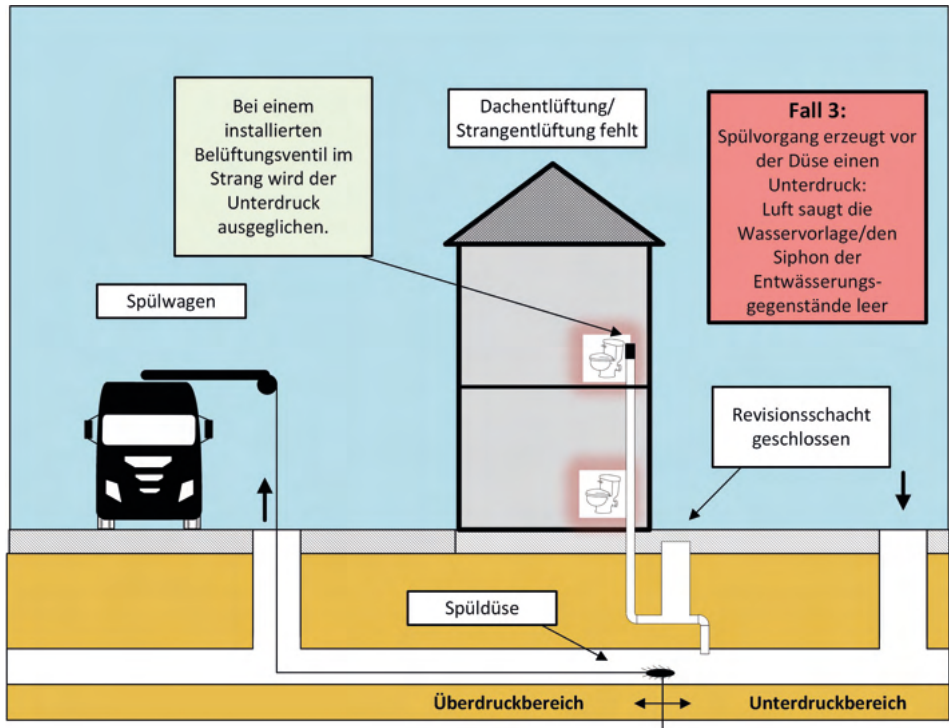 Bei einem
installierten
Belüftungsventil im
Strang wird der
Unterdruck
ausgeglichen.
Dachentlüftung/
Strangentlüftung fehlt
Fall 3:
Spülvorgang erzeugt vor
der Düse einen
Unterdruck:
Luft saugt die
Wasservorlage/den
Siphon der
Entwässerungs-
gegenstände leer
Spülwagen
Revisionsschacht
geschlossen
Spüldüse
Überdruckbereich
Unterdruckbereich